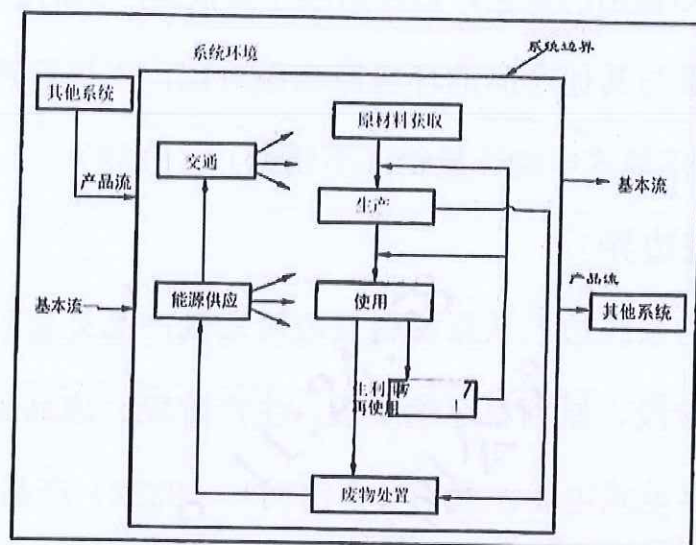 系统环境
系统边界
其他系统
原材料获取
交通
产品流
基本流
生产
产品流
基本流
能源供应
使用
其他系统
再使用
废物处置